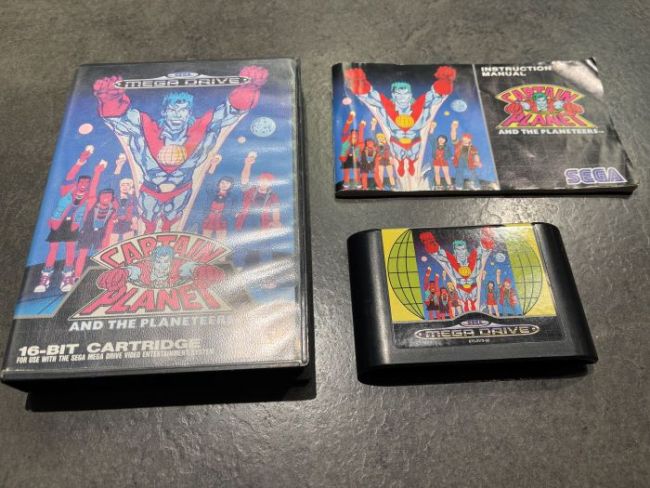 SEGA
MEGA DRIVE
CAPTAIN
PLANET
AND THE PLANETEERS
16-BIT CARTRIDGE
FOR USE WITH THE SEGA MEGA DRIVE VIDEO ENTERTAINMENT SYSTEM
INSTRUCTION
MANUAL
CAPTAIN
PLANET
AND THE PLANETEERS...
SEGA
SEGA
MEGA DRIVE